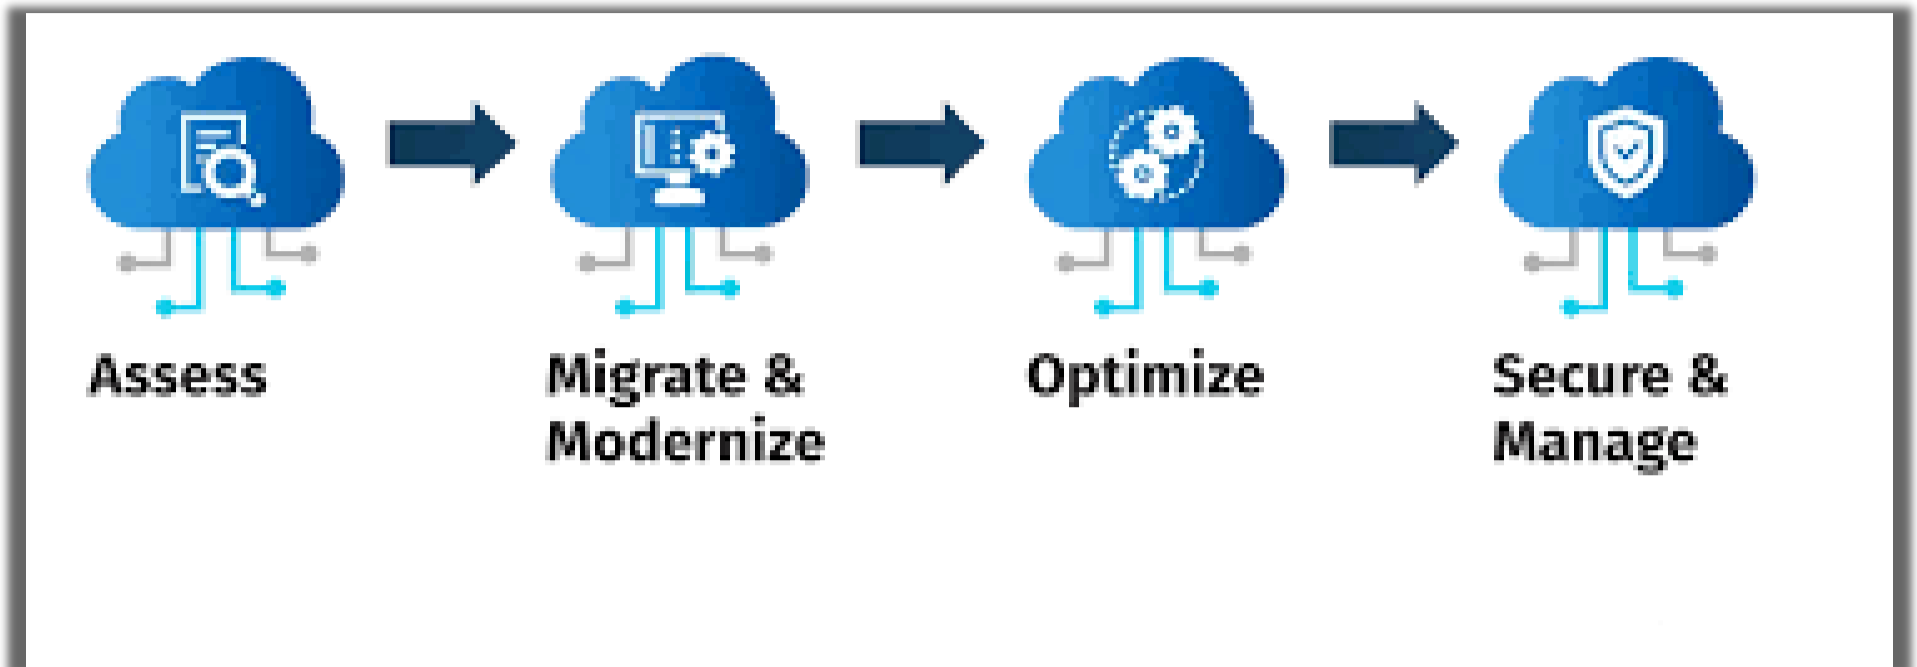 Assess
Migrate &
Modernize
Optimize
Secure &
Manage